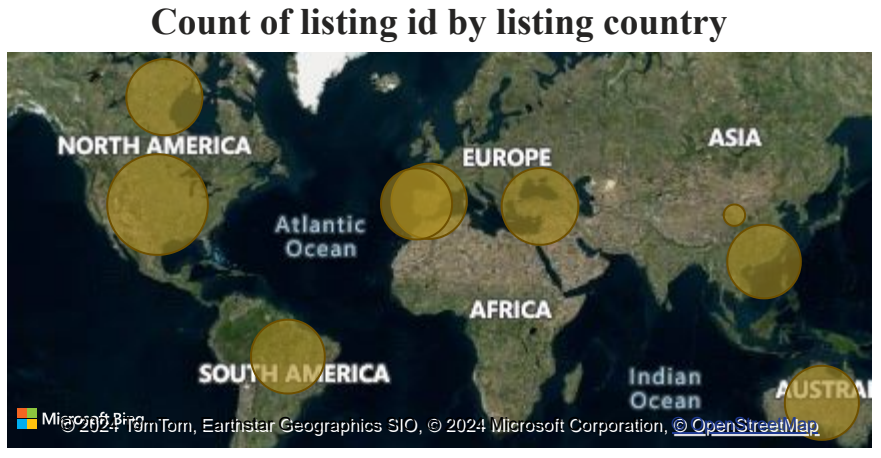 Count of listing id by listing country
NORTH AMERICA
ASIA
EUROPE
Atlantic
Ocean
AFRICA
SOUTH AMERICA
Indian
Ocean
AUSTRAL
Microsoft Bing
© 2024 TomTom, Earthstar Geographics SIO, © 2024 Microsoft Corporation, © OpenStreetMap